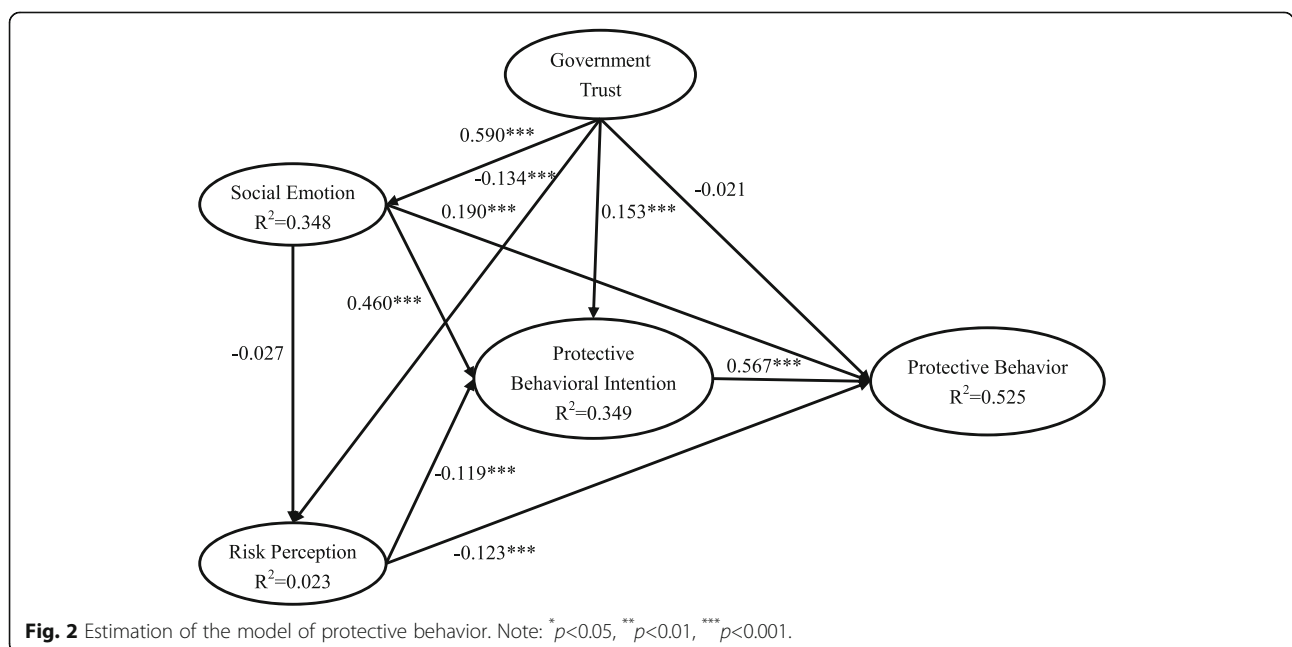 Government
Trust
0.590***
-0.134***
-0.021
Social Emotion
R²=0.348
0.190***
0.153***
0.460***
-0.027
Protective
Behavioral Intention
R²=0.349
0.567***
Protective Behavior
R²=0.525
-0.119***
-0.123***
Risk Perception
R²=0.023
Fig. 2 Estimation of the model of protective behavior. Note: *p<0.05, **p<0.01, ***p<0.001.